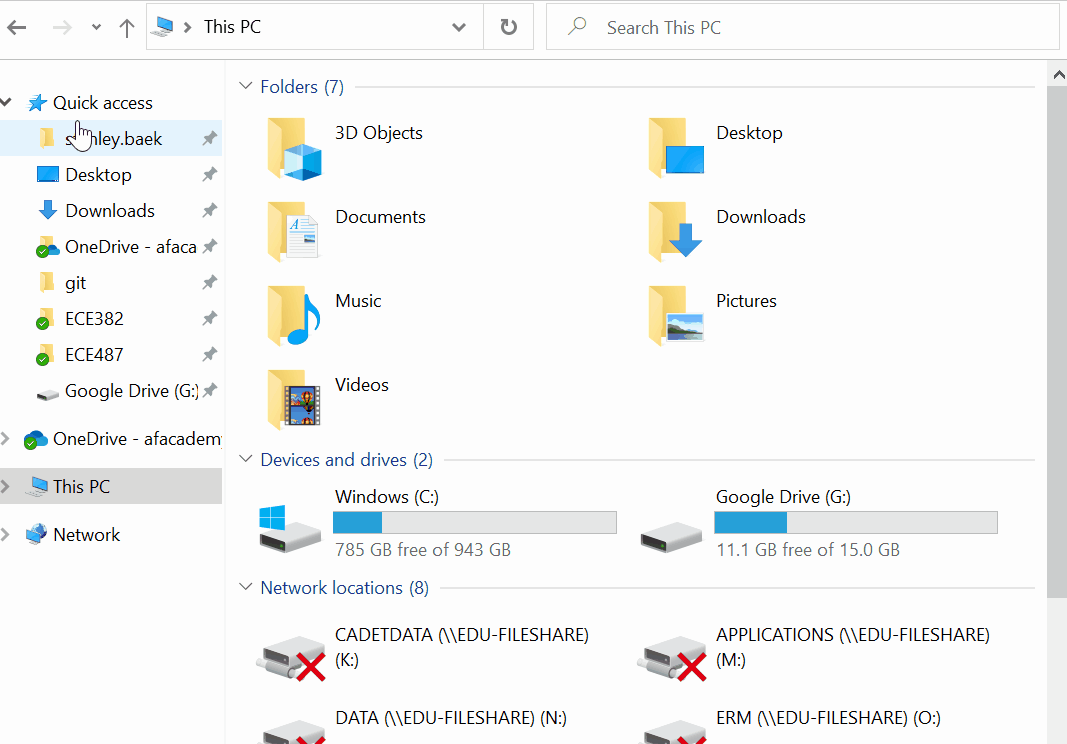 This PC
Search This PC
Quick access
Desktop
Downloads
OneDrive - afaca
git
ECE382
ECE487
Google Drive (G:)
OneDrive - afacadem
This PC
Network
Folders (7)
3D Objects
Desktop
Documents
Downloads
Music
Pictures
Videos
Devices and drives (2)
Windows (C:)
785 GB free of 943 GB
Google Drive (G:)
11.1 GB free of 15.0 GB
Network locations (8)
CADETDATA (\\EDU-FILESHARE)
(K:)
APPLICATIONS (\\EDU-FILESHARE)
(M:)
DATA (\\EDU-FILESHARE) (N:)
ERM (\\EDU-FILESHARE) (O:)